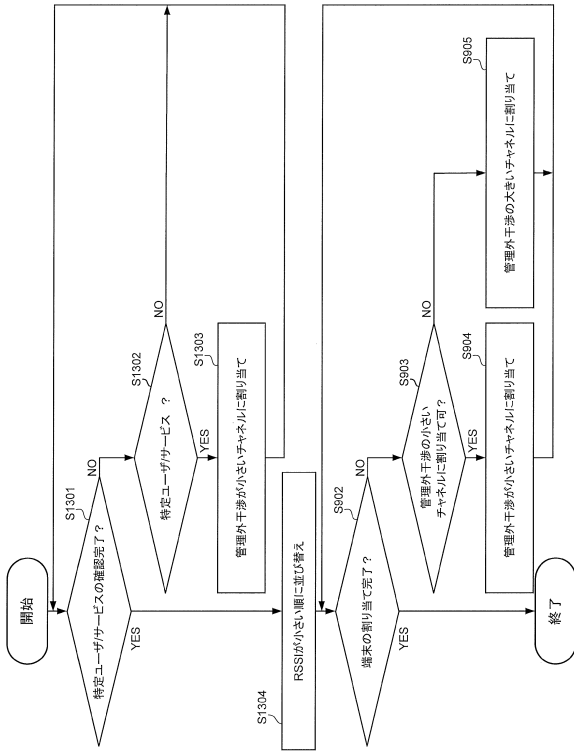 開始
S1301
特定ユーザ/サービスの確認完了?
NO
YES
S1302
特定ユーザ/サービス ?
NO
YES
S1303
管理外干渉が小さいチャネルに割り当て
S1304
RSSIが小さい順に並び替え
S902
端末の割り当て完了?
NO
YES
S903
管理外干渉の小さい
チャネルに割り当て可?
NO
YES
S904
管理外干渉が小さいチャネルに割り当て
S905
管理外干渉の大きいチャネルに割り当て
終了